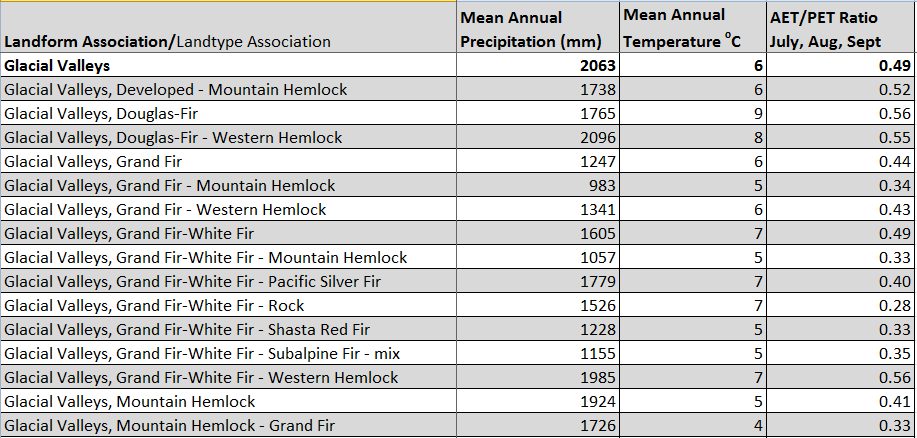 Landform Association/Landtype Association Mean Annual Precipitation (mm) Mean Annual Temperature °C AET/PET Ratio July, Aug, Sept
Glacial Valleys 2063 6 0.49
Glacial Valleys, Developed - Mountain Hemlock 1738 6 0.52
Glacial Valleys, Douglas-Fir 1765 9 0.56
Glacial Valleys, Douglas-Fir - Western Hemlock 2096 8 0.55
Glacial Valleys, Grand Fir 1247 6 0.44
Glacial Valleys, Grand Fir - Mountain Hemlock 983 5 0.34
Glacial Valleys, Grand Fir - Western Hemlock 1341 6 0.43
Glacial Valleys, Grand Fir-White Fir 1605 7 0.49
Glacial Valleys, Grand Fir-White Fir - Mountain Hemlock 1057 5 0.33
Glacial Valleys, Grand Fir-White Fir - Pacific Silver Fir 1779 7 0.40
Glacial Valleys, Grand Fir-White Fir - Rock 1526 7 0.28
Glacial Valleys, Grand Fir-White Fir - Shasta Red Fir 1228 5 0.33
Glacial Valleys, Grand Fir-White Fir - Subalpine Fir - mix 1155 5 0.35
Glacial Valleys, Grand Fir-White Fir - Western Hemlock 1985 7 0.56
Glacial Valleys, Mountain Hemlock 1924 5 0.41
Glacial Valleys, Mountain Hemlock - Grand Fir 1726 4 0.33